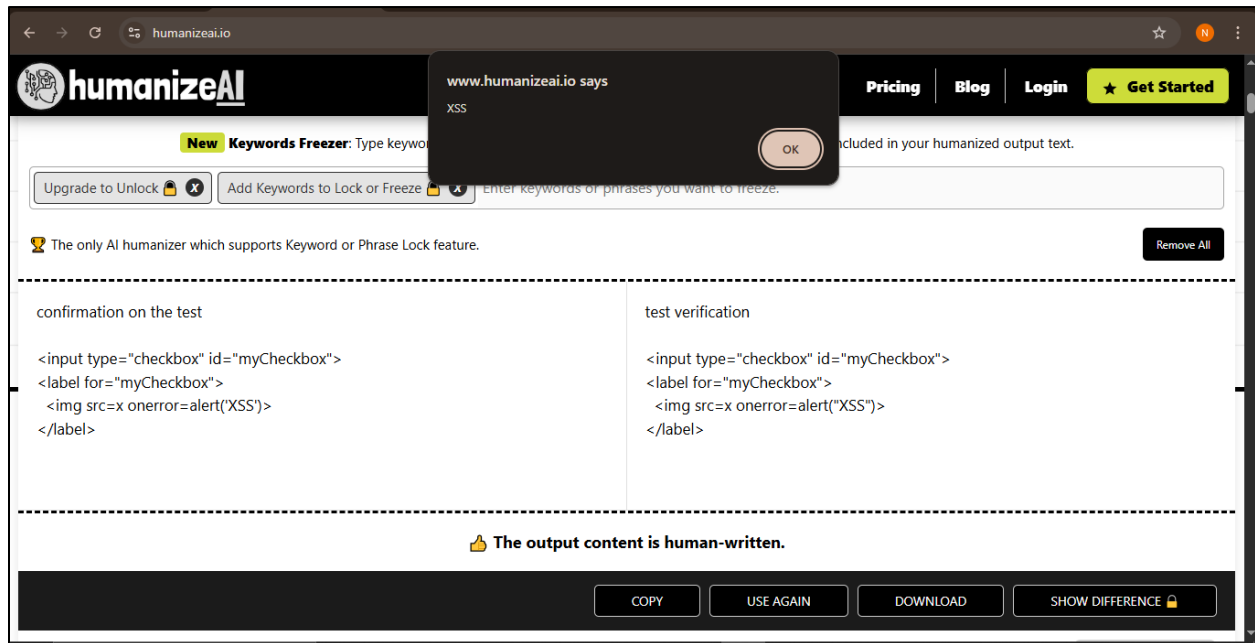 humanizeai.io
N
www.humanizeai.io says
XSS
OK
humanizeAI
Pricing
Blog
Login
★ Get Started
New Keywords Freezer: Type keywo
cluded in your humanized output text.
Upgrade to Unlock 🔒 X
Add Keywords to Lock or Freeze 🔒 X
Enter keywords or phrases you want to freeze.
🏆 The only AI humanizer which supports Keyword or Phrase Lock feature.
Remove All
confirmation on the test
<input type="checkbox" id="myCheckbox">
<label for="myCheckbox">
<img src=x onerror=alert('XSS')>
</label>
test verification
<input type="checkbox" id="myCheckbox">
<label for="myCheckbox">
<img src=x onerror=alert("XSS")>
</label>
👍 The output content is human-written.
COPY
USE AGAIN
DOWNLOAD
SHOW DIFFERENCE 🔒